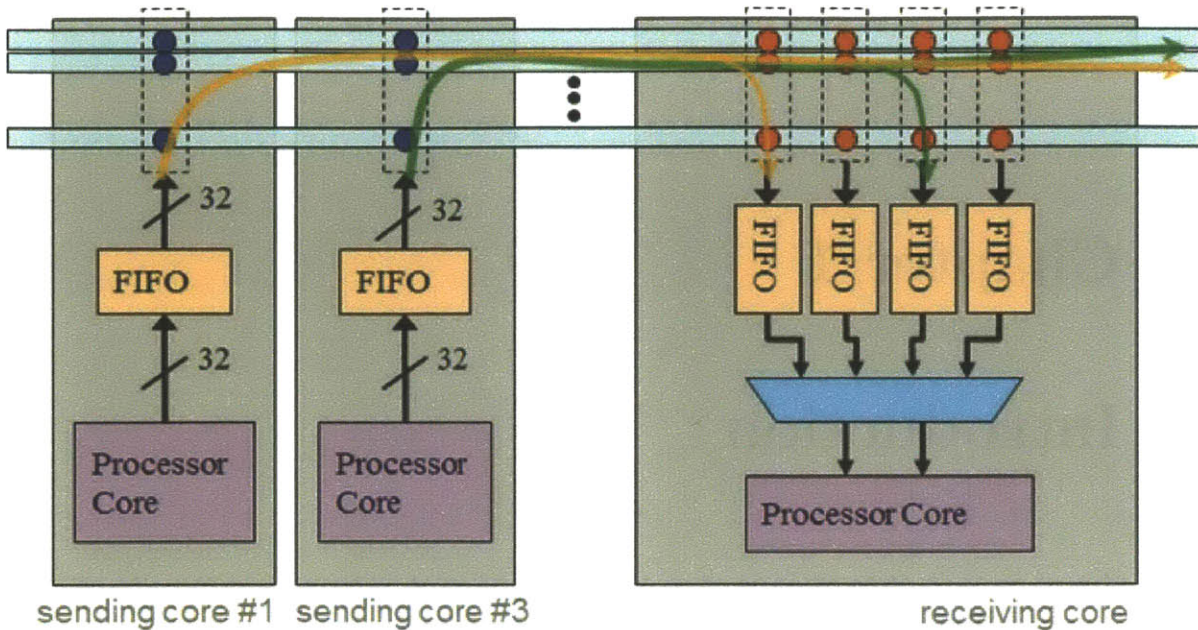 32
32
FIFO
FIFO
FIFO
FIFO
FIFO
FIFO
32
32
Processor
Core
Processor
Core
Processor Core
sending core #1
sending core #3
receiving core